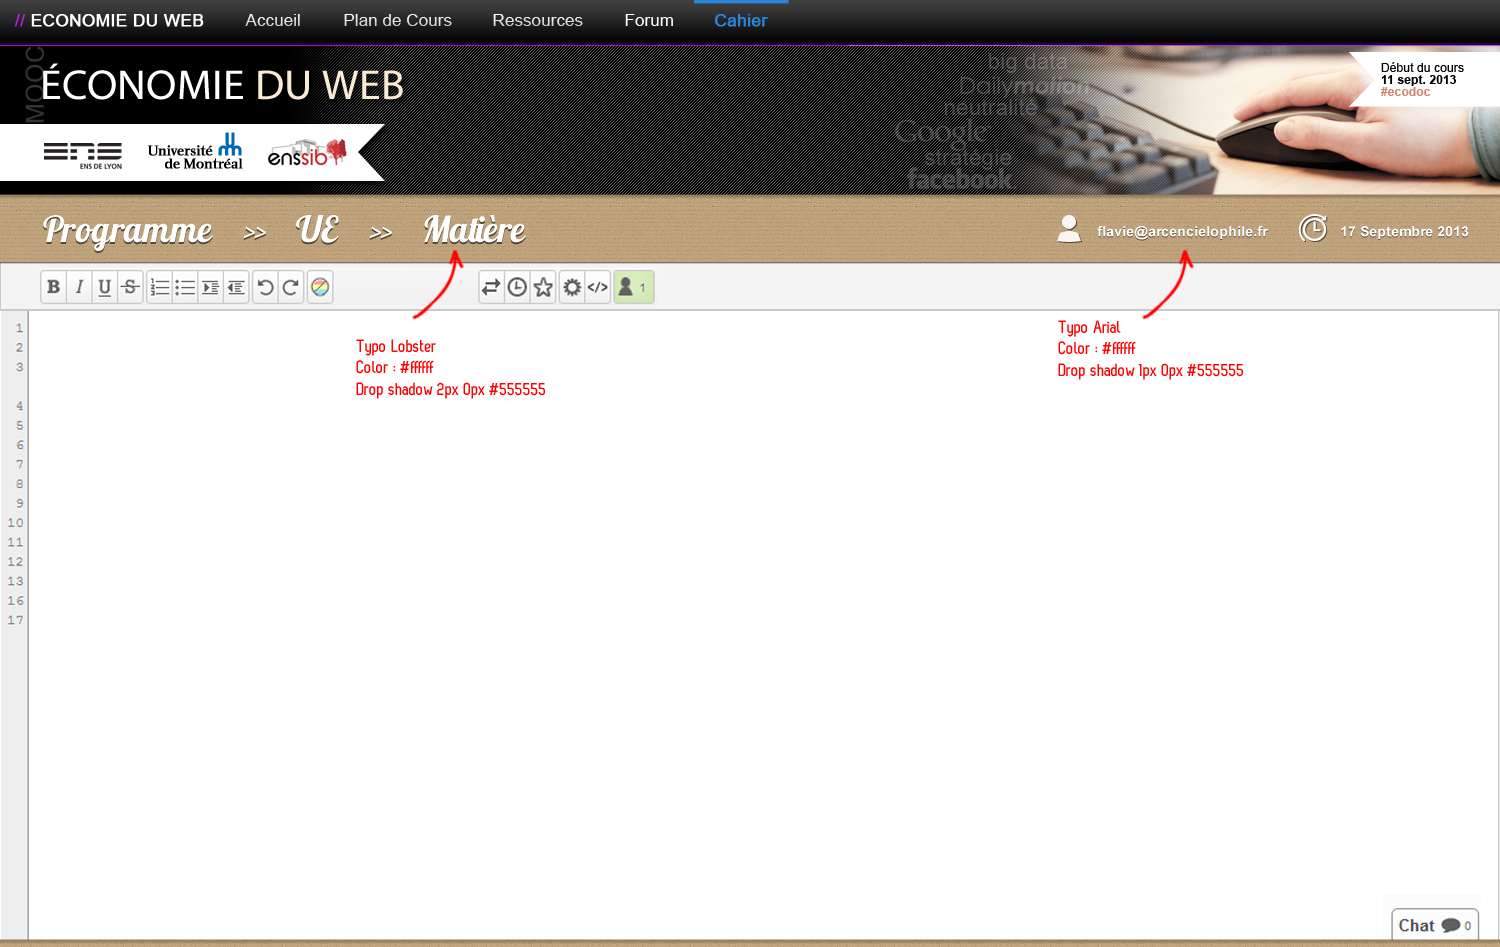 // ECONOMIE DU WEB Accueil Plan de Cours Ressources Forum Cahier
MOOC
ÉCONOMIE DU WEB
big data
Dailymotion
neutralité
Google
stratégie
facebook
Début du cours
11 sept. 2013
#ecodoc
ENS
ENS DE LYON
Université
de Montréal
enssib
Programme >> UE >> Matière
flavie@arcencielophile.fr
17 Septembre 2013
B I U S </> 1
Typo Lobster
Color : #ffffff
Drop shadow 2px 0px #555555
Typo Arial
Color : #ffffff
Drop shadow 1px 0px #555555
1
2
3
4
5
6
7
8
9
10
11
12
13
16
17
Chat 0